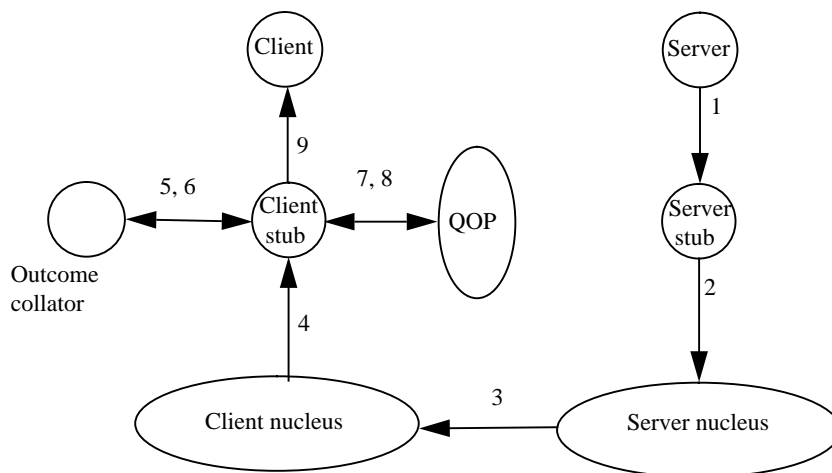 Client
Server
1
9
5, 6
7, 8
Client
stub
QOP
Server
stub
Outcome
collator
2
4
3
Client nucleus
Server nucleus